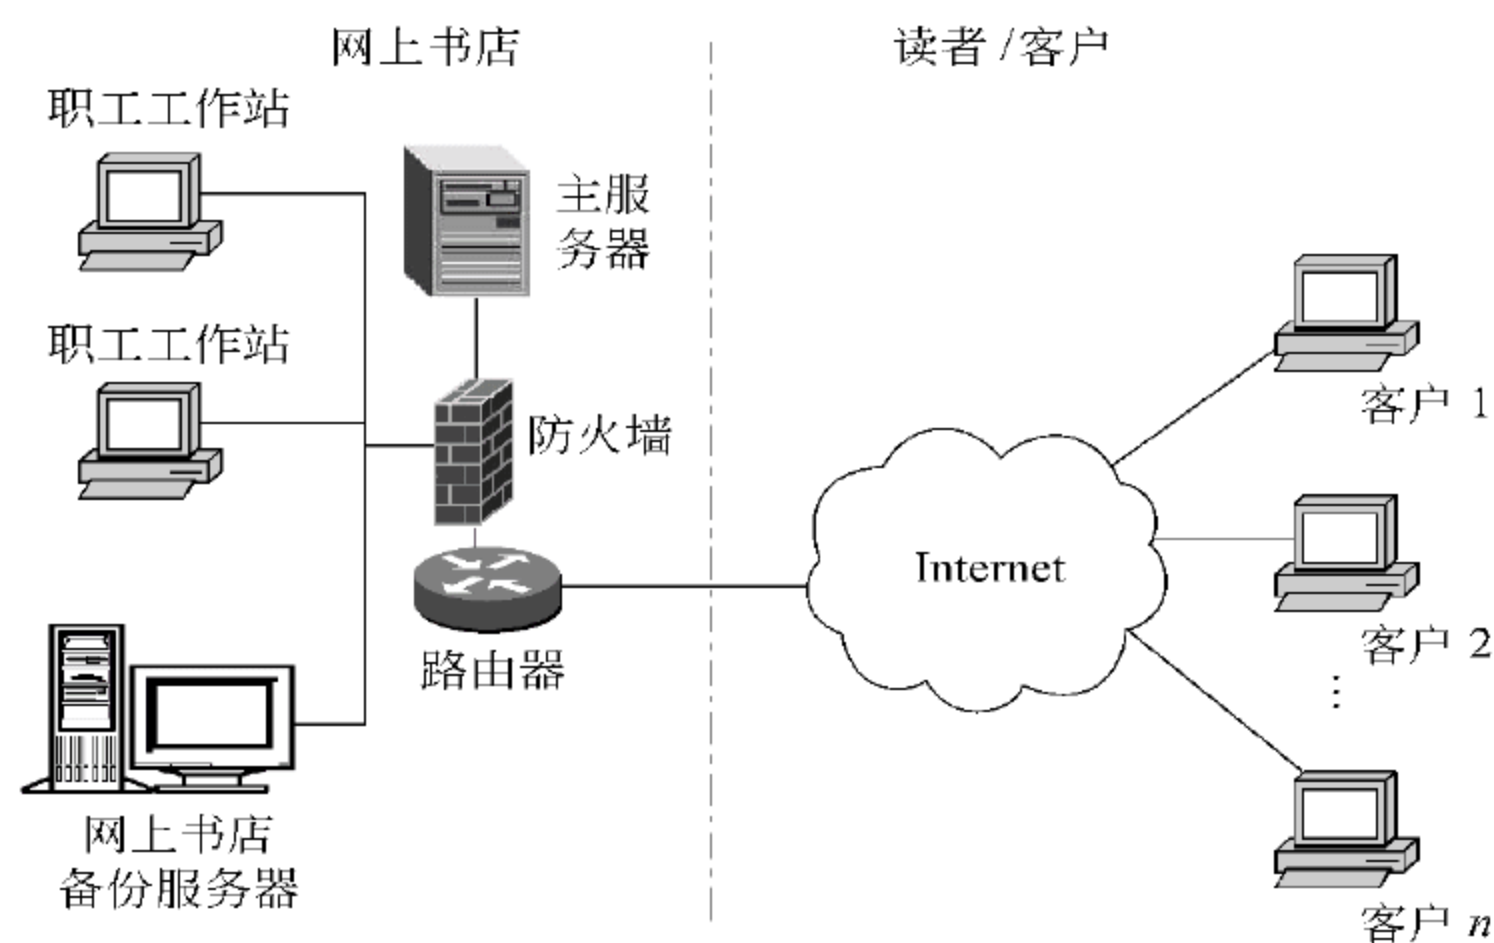 网上书店
读者/客户
职工工作站
主服
务器
职工工作站
客户 1
防火墙
Internet
客户 2
路由器
⋮
网上书店
备份服务器
客户 n